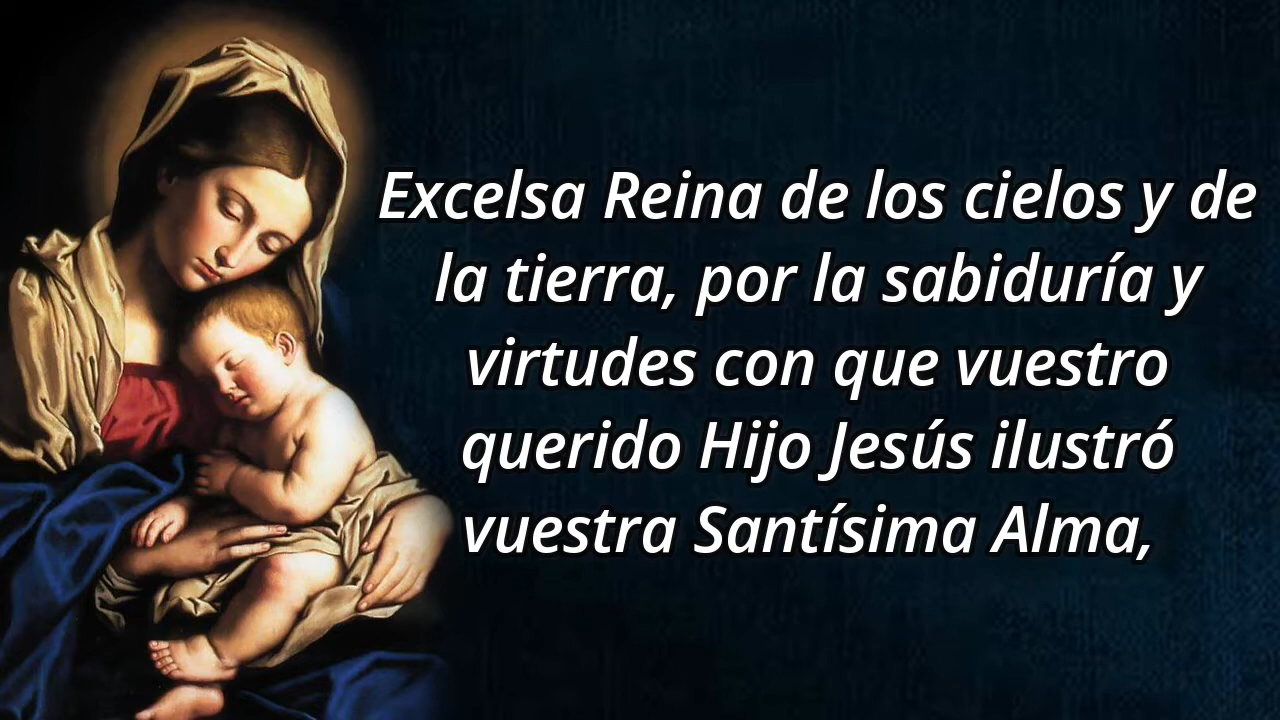 Excelsa Reina de los cielos y de
la tierra, por la sabiduría y
virtudes con que vuestro
querido Hijo Jesús ilustró
vuestra Santísima Alma,